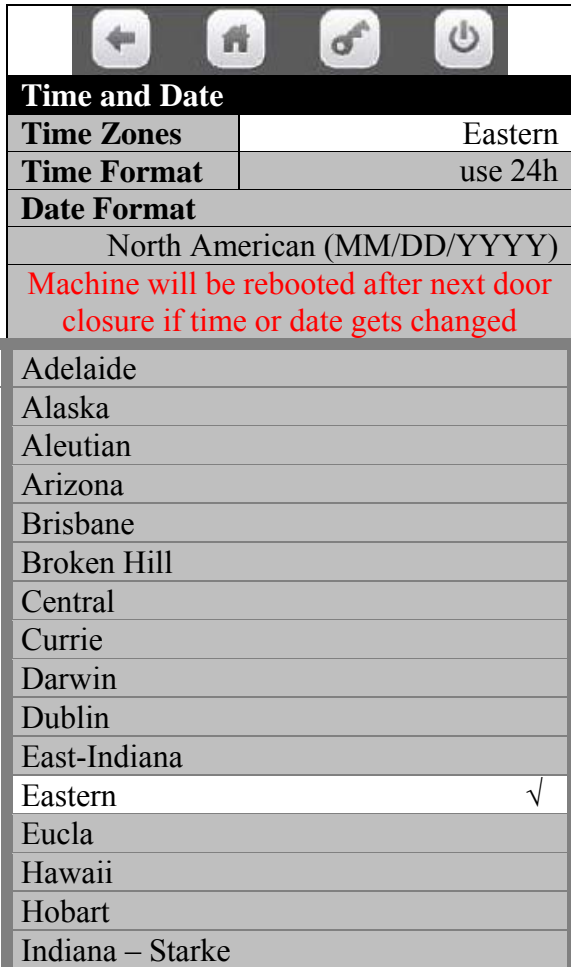 Time and Date
Time Zones Eastern
Time Format use 24h
Date Format
North American (MM/DD/YYYY)
Machine will be rebooted after next door
closure if time or date gets changed
Adelaide
Alaska
Aleutian
Arizona
Brisbane
Broken Hill
Central
Currie
Darwin
Dublin
East-Indiana
Eastern √
Eucla
Hawaii
Hobart
Indiana – Starke